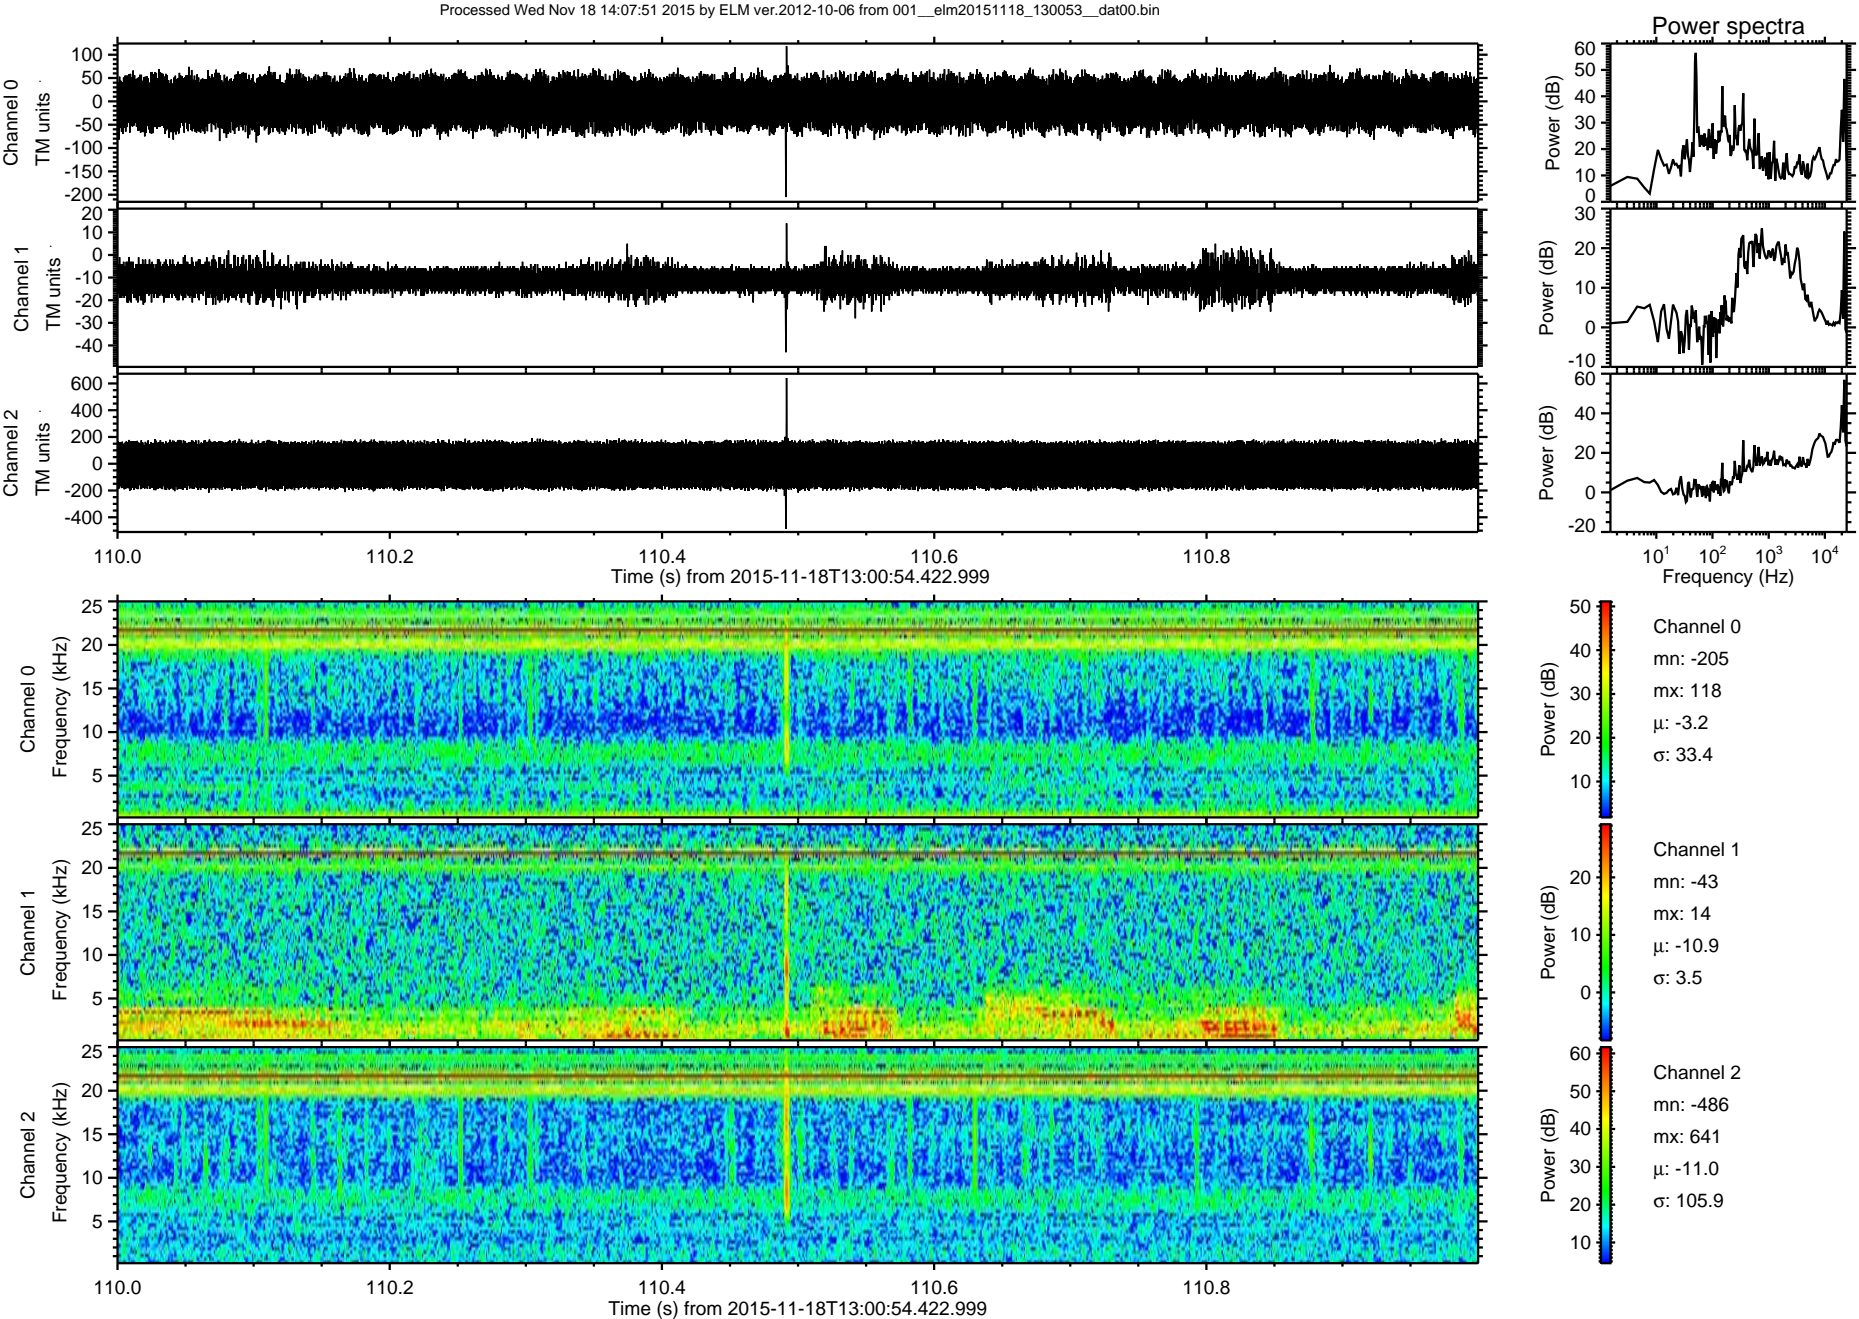 Processed Wed Nov 18 14:07:51 2015 by ELM ver.2012-10-06 from 001__elm20151118_130053__dat00.bin
Power spectra
Channel 0
TM units
100
50
0
-50
-100
-150
-200
Power (dB)
60
50
40
30
20
10
0
Channel 1
TM units
20
10
0
-10
-20
-30
-40
Power (dB)
30
20
10
0
-10
Channel 2
TM units
600
400
200
0
-200
-400
Power (dB)
60
40
20
0
-20
110.0 110.2 110.4 110.6 110.8
Time (s) from 2015-11-18T13:00:54.422.999
10^1 10^2 10^3 10^4
Frequency (Hz)
Channel 0
Frequency (kHz)
25
20
15
10
5
Power (dB)
50
40
30
20
10
Channel 0
mn: -205
mx: 118
μ: -3.2
σ: 33.4
Channel 1
Frequency (kHz)
25
20
15
10
5
Power (dB)
20
10
0
Channel 1
mn: -43
mx: 14
μ: -10.9
σ: 3.5
Channel 2
Frequency (kHz)
25
20
15
10
5
Power (dB)
60
50
40
30
20
10
Channel 2
mn: -486
mx: 641
μ: -11.0
σ: 105.9
110.0 110.2 110.4 110.6 110.8
Time (s) from 2015-11-18T13:00:54.422.999